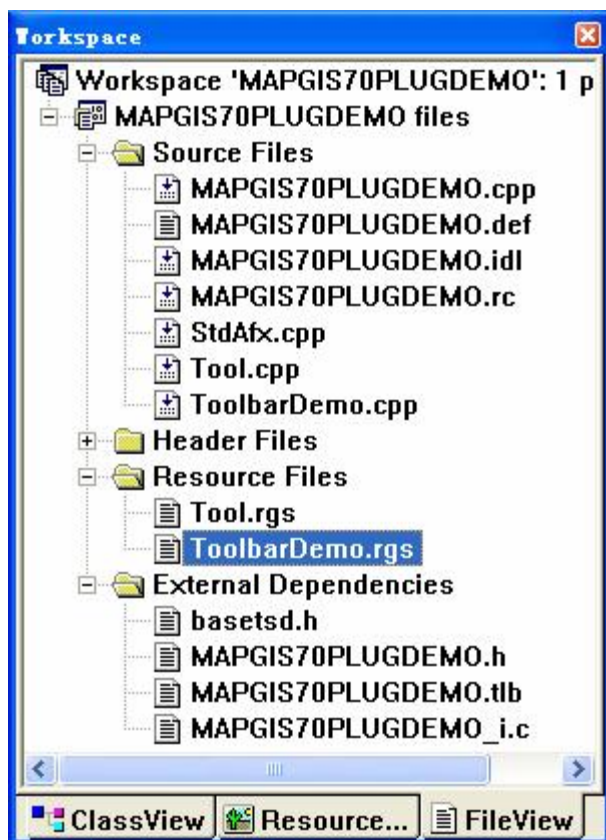 Workspace
Workspace 'MAPGIS70PLUGDEMO': 1 p
MAPGIS70PLUGDEMO files
Source Files
MAPGIS70PLUGDEMO.cpp
MAPGIS70PLUGDEMO.def
MAPGIS70PLUGDEMO.idl
MAPGIS70PLUGDEMO.rc
StdAfx.cpp
Tool.cpp
ToolbarDemo.cpp
Header Files
Resource Files
Tool.rgs
ToolbarDemo.rgs
External Dependencies
basetsd.h
MAPGIS70PLUGDEMO.h
MAPGIS70PLUGDEMO.tlb
MAPGIS70PLUGDEMO_i.c
ClassView Resource... FileView